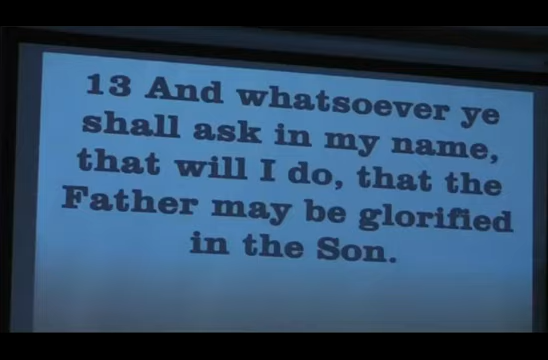 13 And whatsoever ye
shall ask in my name,
that will I do, that the
Father may be glorified
in the Son.